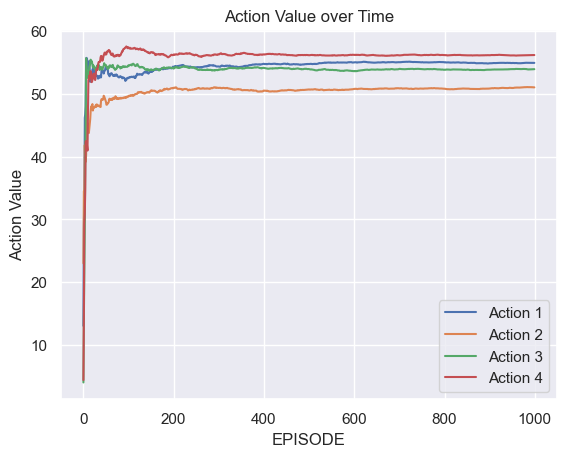 Action Value over Time
Action Value
60
50
40
30
20
10
0
200
400
600
800
1000
EPISODE
Action 1
Action 2
Action 3
Action 4